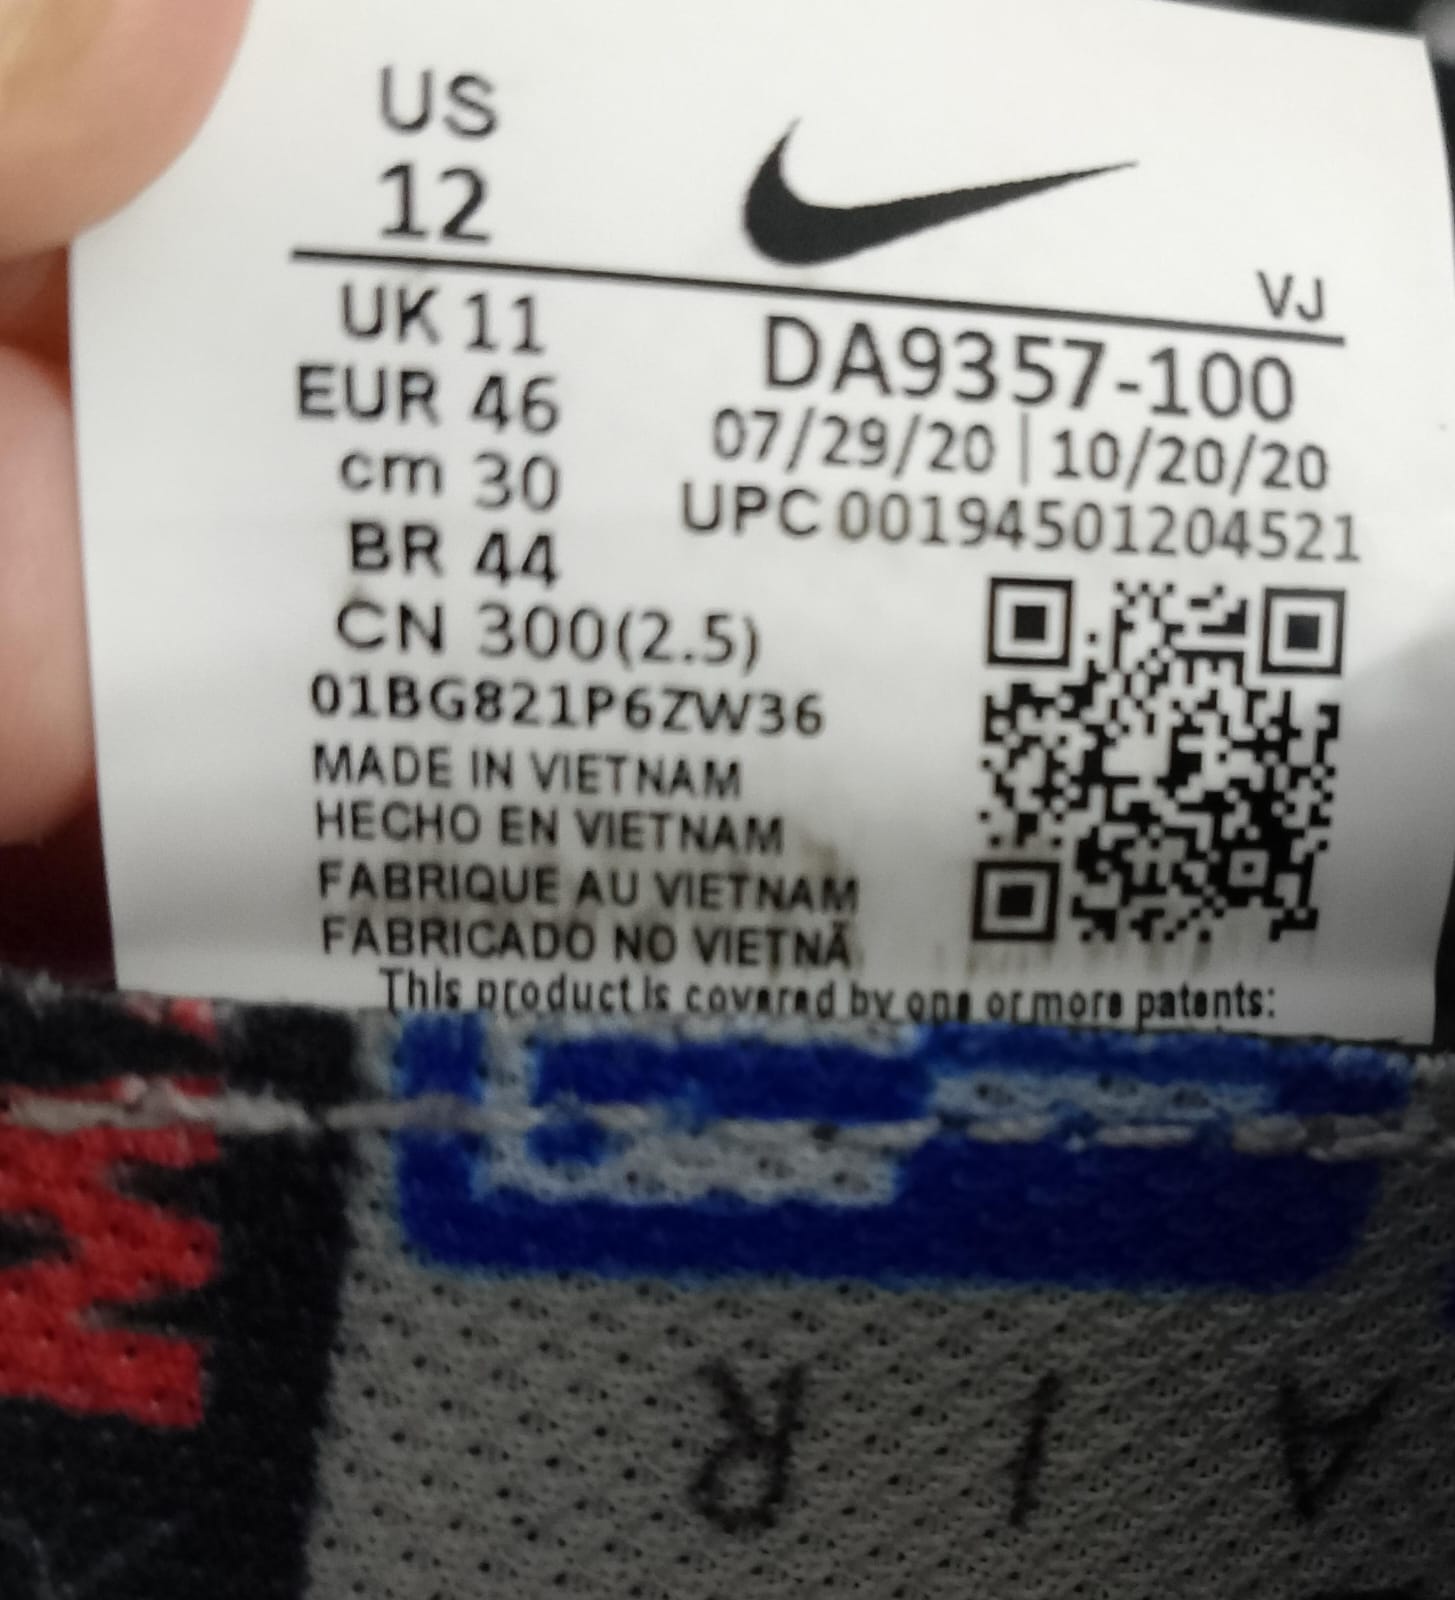 US
12
VJ
UK 11
EUR 46
cm 30
BR 44
CN 300(2.5)
DA9357-100
07/29/20 | 10/20/20
UPC 00194501204521
01BG821P6ZW36
MADE IN VIETNAM
HECHO EN VIETNAM
FABRIQUE AU VIETNAM
FABRICADO NO VIETNÃ
This product is covered by one or more patents:
AIR